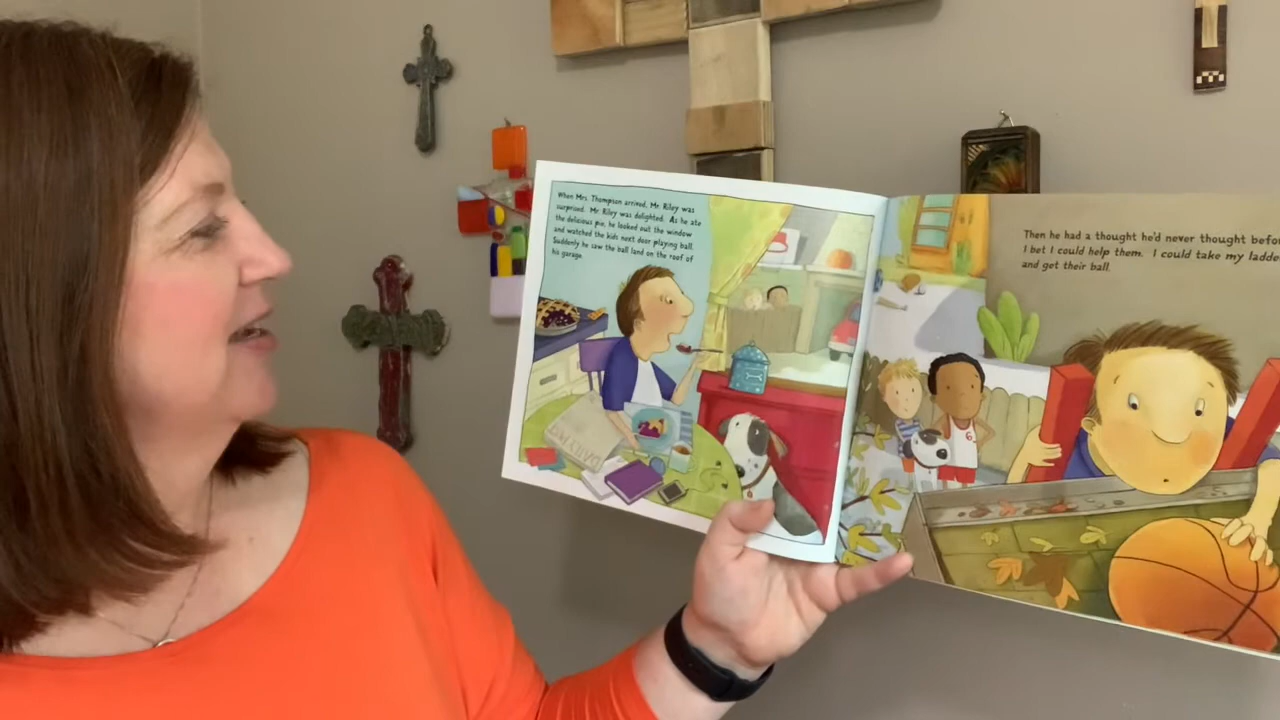 When Mrs. Thompson arrived, Mr. Riley was
surprised. Mr. Riley was delighted. As he ate
the delicious pie, he looked out the window
and watched the kids next door playing ball.
Suddenly he saw the ball land on the roof of
his garage.
Then he had a thought he'd never thought
I bet I could help them. I could take my
and get their ball.